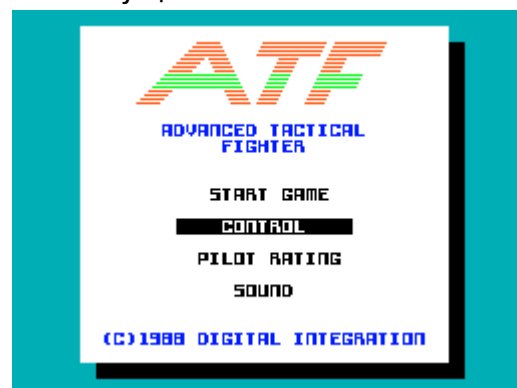 ATF
ADVANCED TACTICAL
FIGHTER
START GAME
CONTROL
PILOT RATING
SOUND
(C)1988 DIGITAL INTEGRATION